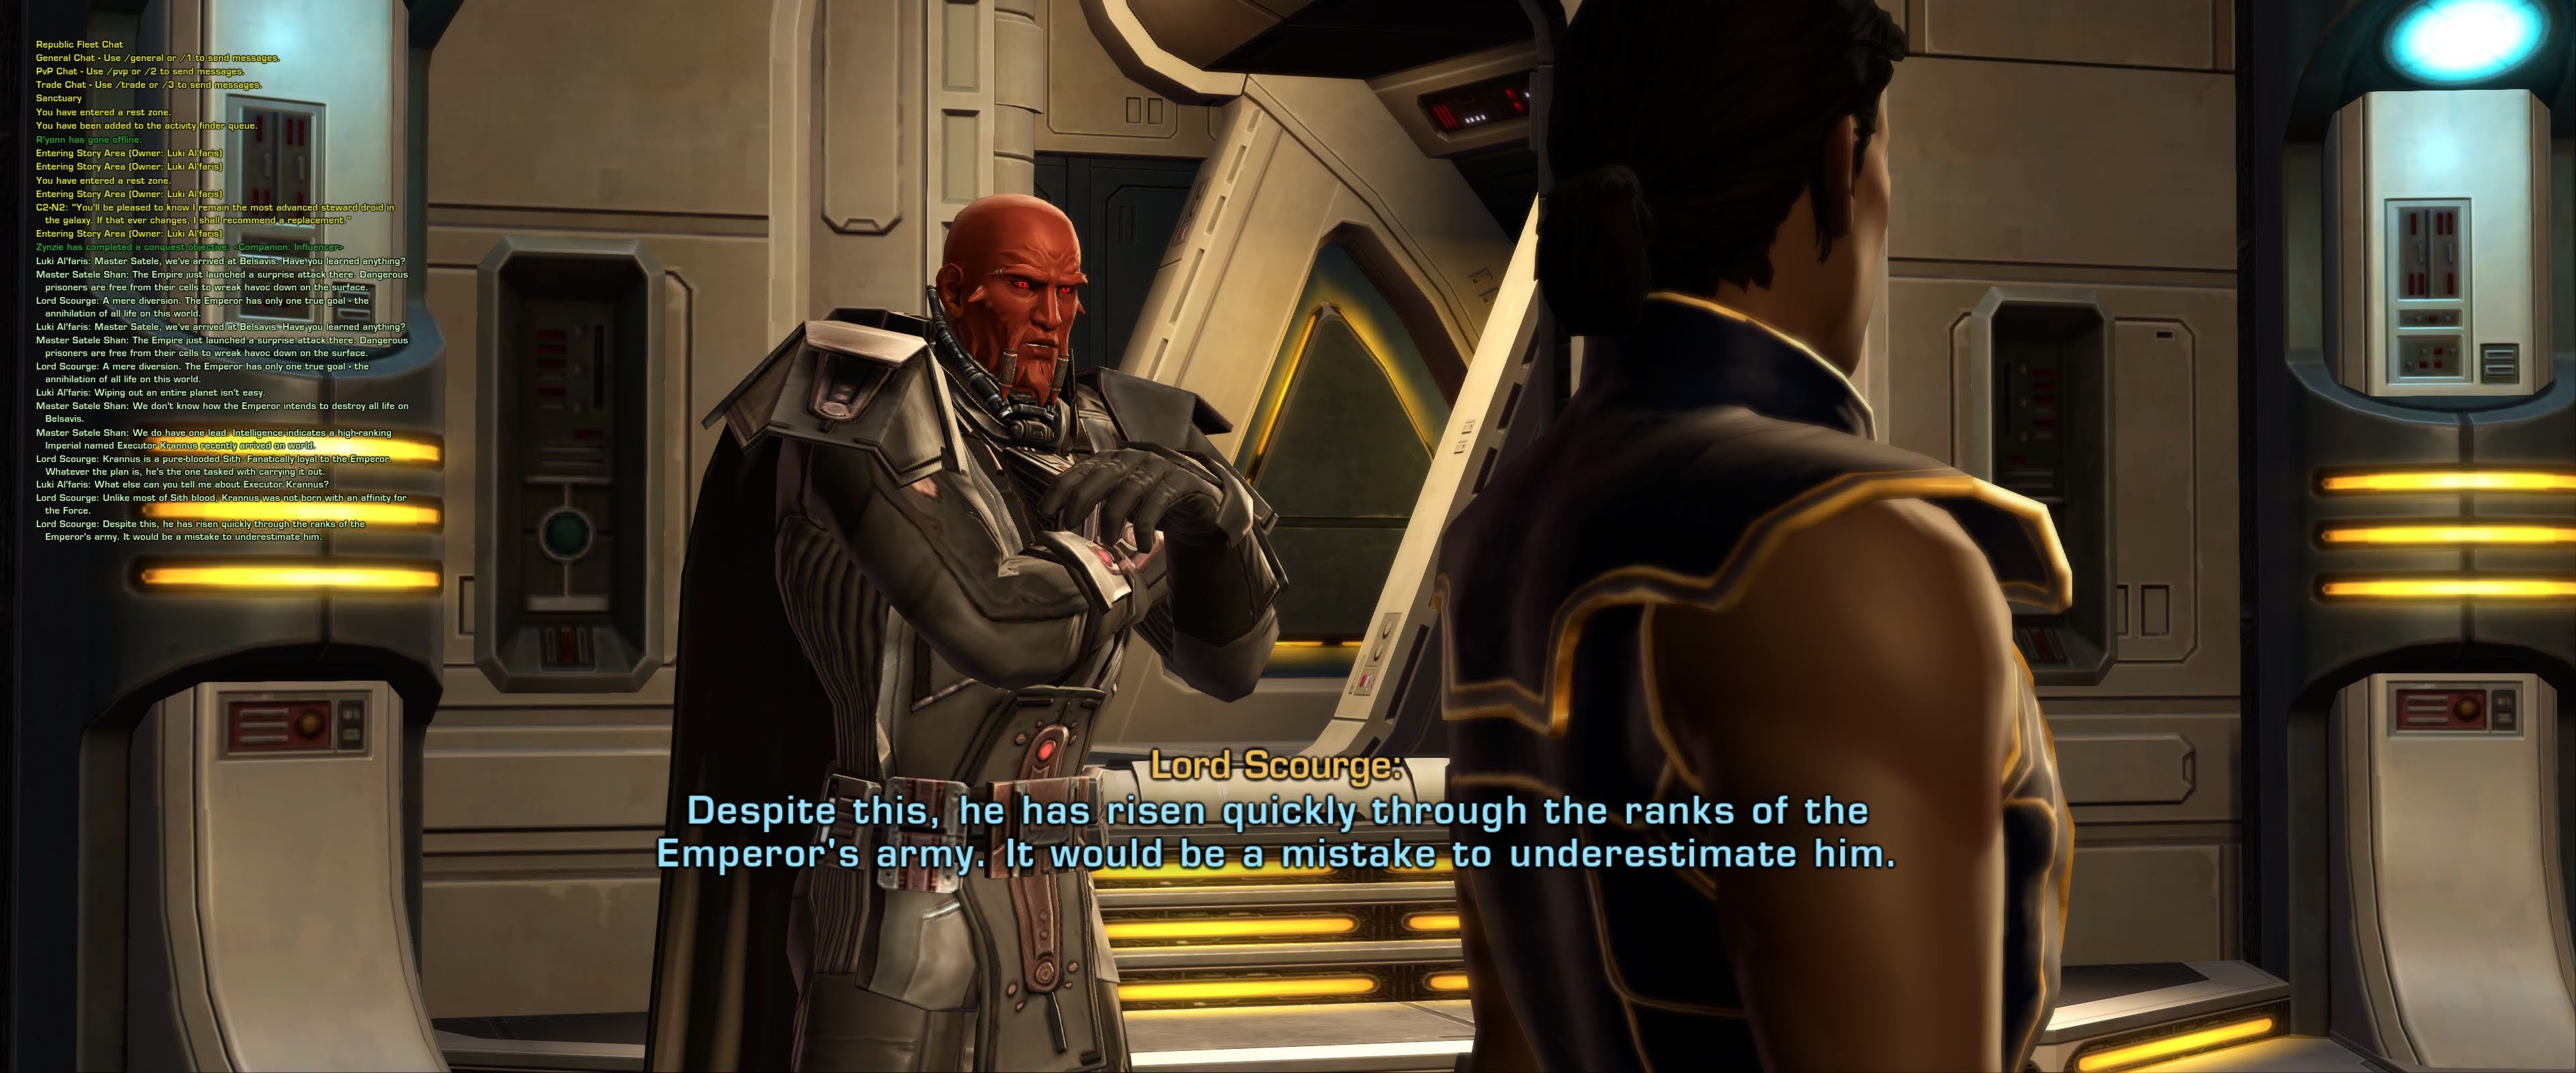 Republic Fleet Chat
General Chat - Use /general or /1 to send messages.
PvP Chat - Use /pvp or /2 to send messages.
Trade Chat - Use /trade or /3 to send messages.
Sanctuary
You have entered a rest zone.
You have been added to the activity finder queue.
R'yonn has gone offline.
Entering Story Area (Owner: Luki Al'faris)
Entering Story Area (Owner: Luki Al'faris)
You have entered a rest zone.
Entering Story Area (Owner: Luki Al'faris)
C2-N2: "You'll be pleased to know I remain the most advanced steward droid in
the galaxy. If that ever changes, I shall recommend a replacement."
Entering Story Area (Owner: Luki Al'faris)
Zynzie has completed a conquest objective: <Companion: Influencer>
Luki Al'faris: Master Satele, we've arrived at Belsavis. Have you learned anything?
Master Satele Shan: The Empire just launched a surprise attack there. Dangerous
prisoners are free from their cells to wreak havoc down on the surface.
Lord Scourge: A mere diversion. The Emperor has only one true goal - the
annihilation of all life on this world.
Luki Al'faris: Master Satele, we've arrived at Belsavis. Have you learned anything?
Master Satele Shan: The Empire just launched a surprise attack there. Dangerous
prisoners are free from their cells to wreak havoc down on the surface.
Lord Scourge: A mere diversion. The Emperor has only one true goal - the
annihilation of all life on this world.
Luki Al'faris: Wiping out an entire planet isn't easy.
Master Satele Shan: We don't know how the Emperor intends to destroy all life on
Belsavis.
Master Satele Shan: We do have one lead. Intelligence indicates a high-ranking
Imperial named Executor Krannus recently arrived on world.
Lord Scourge: Krannus is a pure-blooded Sith. Fanatically loyal to the Emperor.
Whatever the plan is, he's the one tasked with carrying it out.
Luki Al'faris: What else can you tell me about Executor Krannus?
Lord Scourge: Unlike most of Sith blood, Krannus was not born with an affinity for
the Force.
Lord Scourge: Despite this, he has risen quickly through the ranks of the
Emperor's army. It would be a mistake to underestimate him.
Lord Scourge:
Despite this, he has risen quickly through the ranks of the
Emperor's army. It would be a mistake to underestimate him.